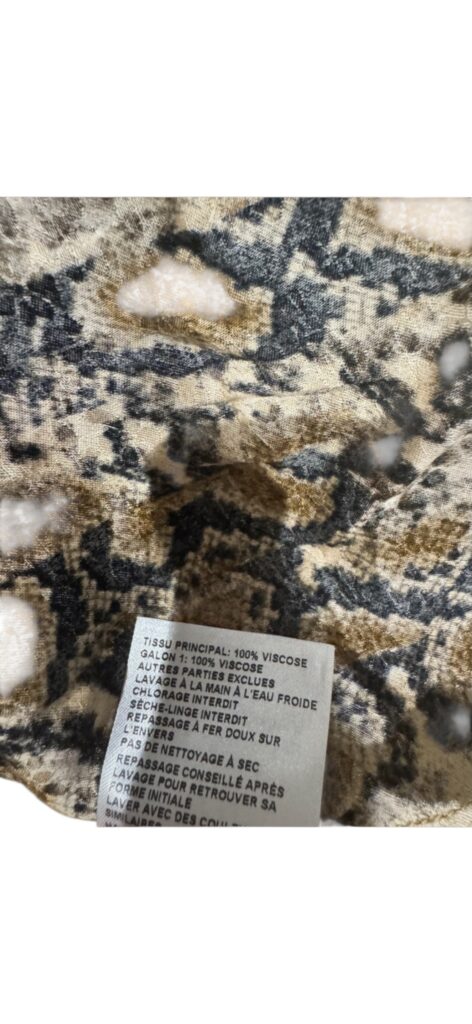 TISSU PRINCIPAL: 100% VISCOSE
GALON 1: 100% VISCOSE
AUTRES PARTIES EXCLUES
LAVAGE À LA MAIN À L'EAU FROIDE
CHLORAGE INTERDIT
SÈCHE-LINGE INTERDIT
REPASSAGE À FER DOUX SUR
L'ENVERS
PAS DE NETTOYAGE À SEC
REPASSAGE CONSEILLÉ APRÈS
LAVAGE POUR RETROUVER SA
FORME INITIALE
LAVER AVEC DES
SIMILAIRES